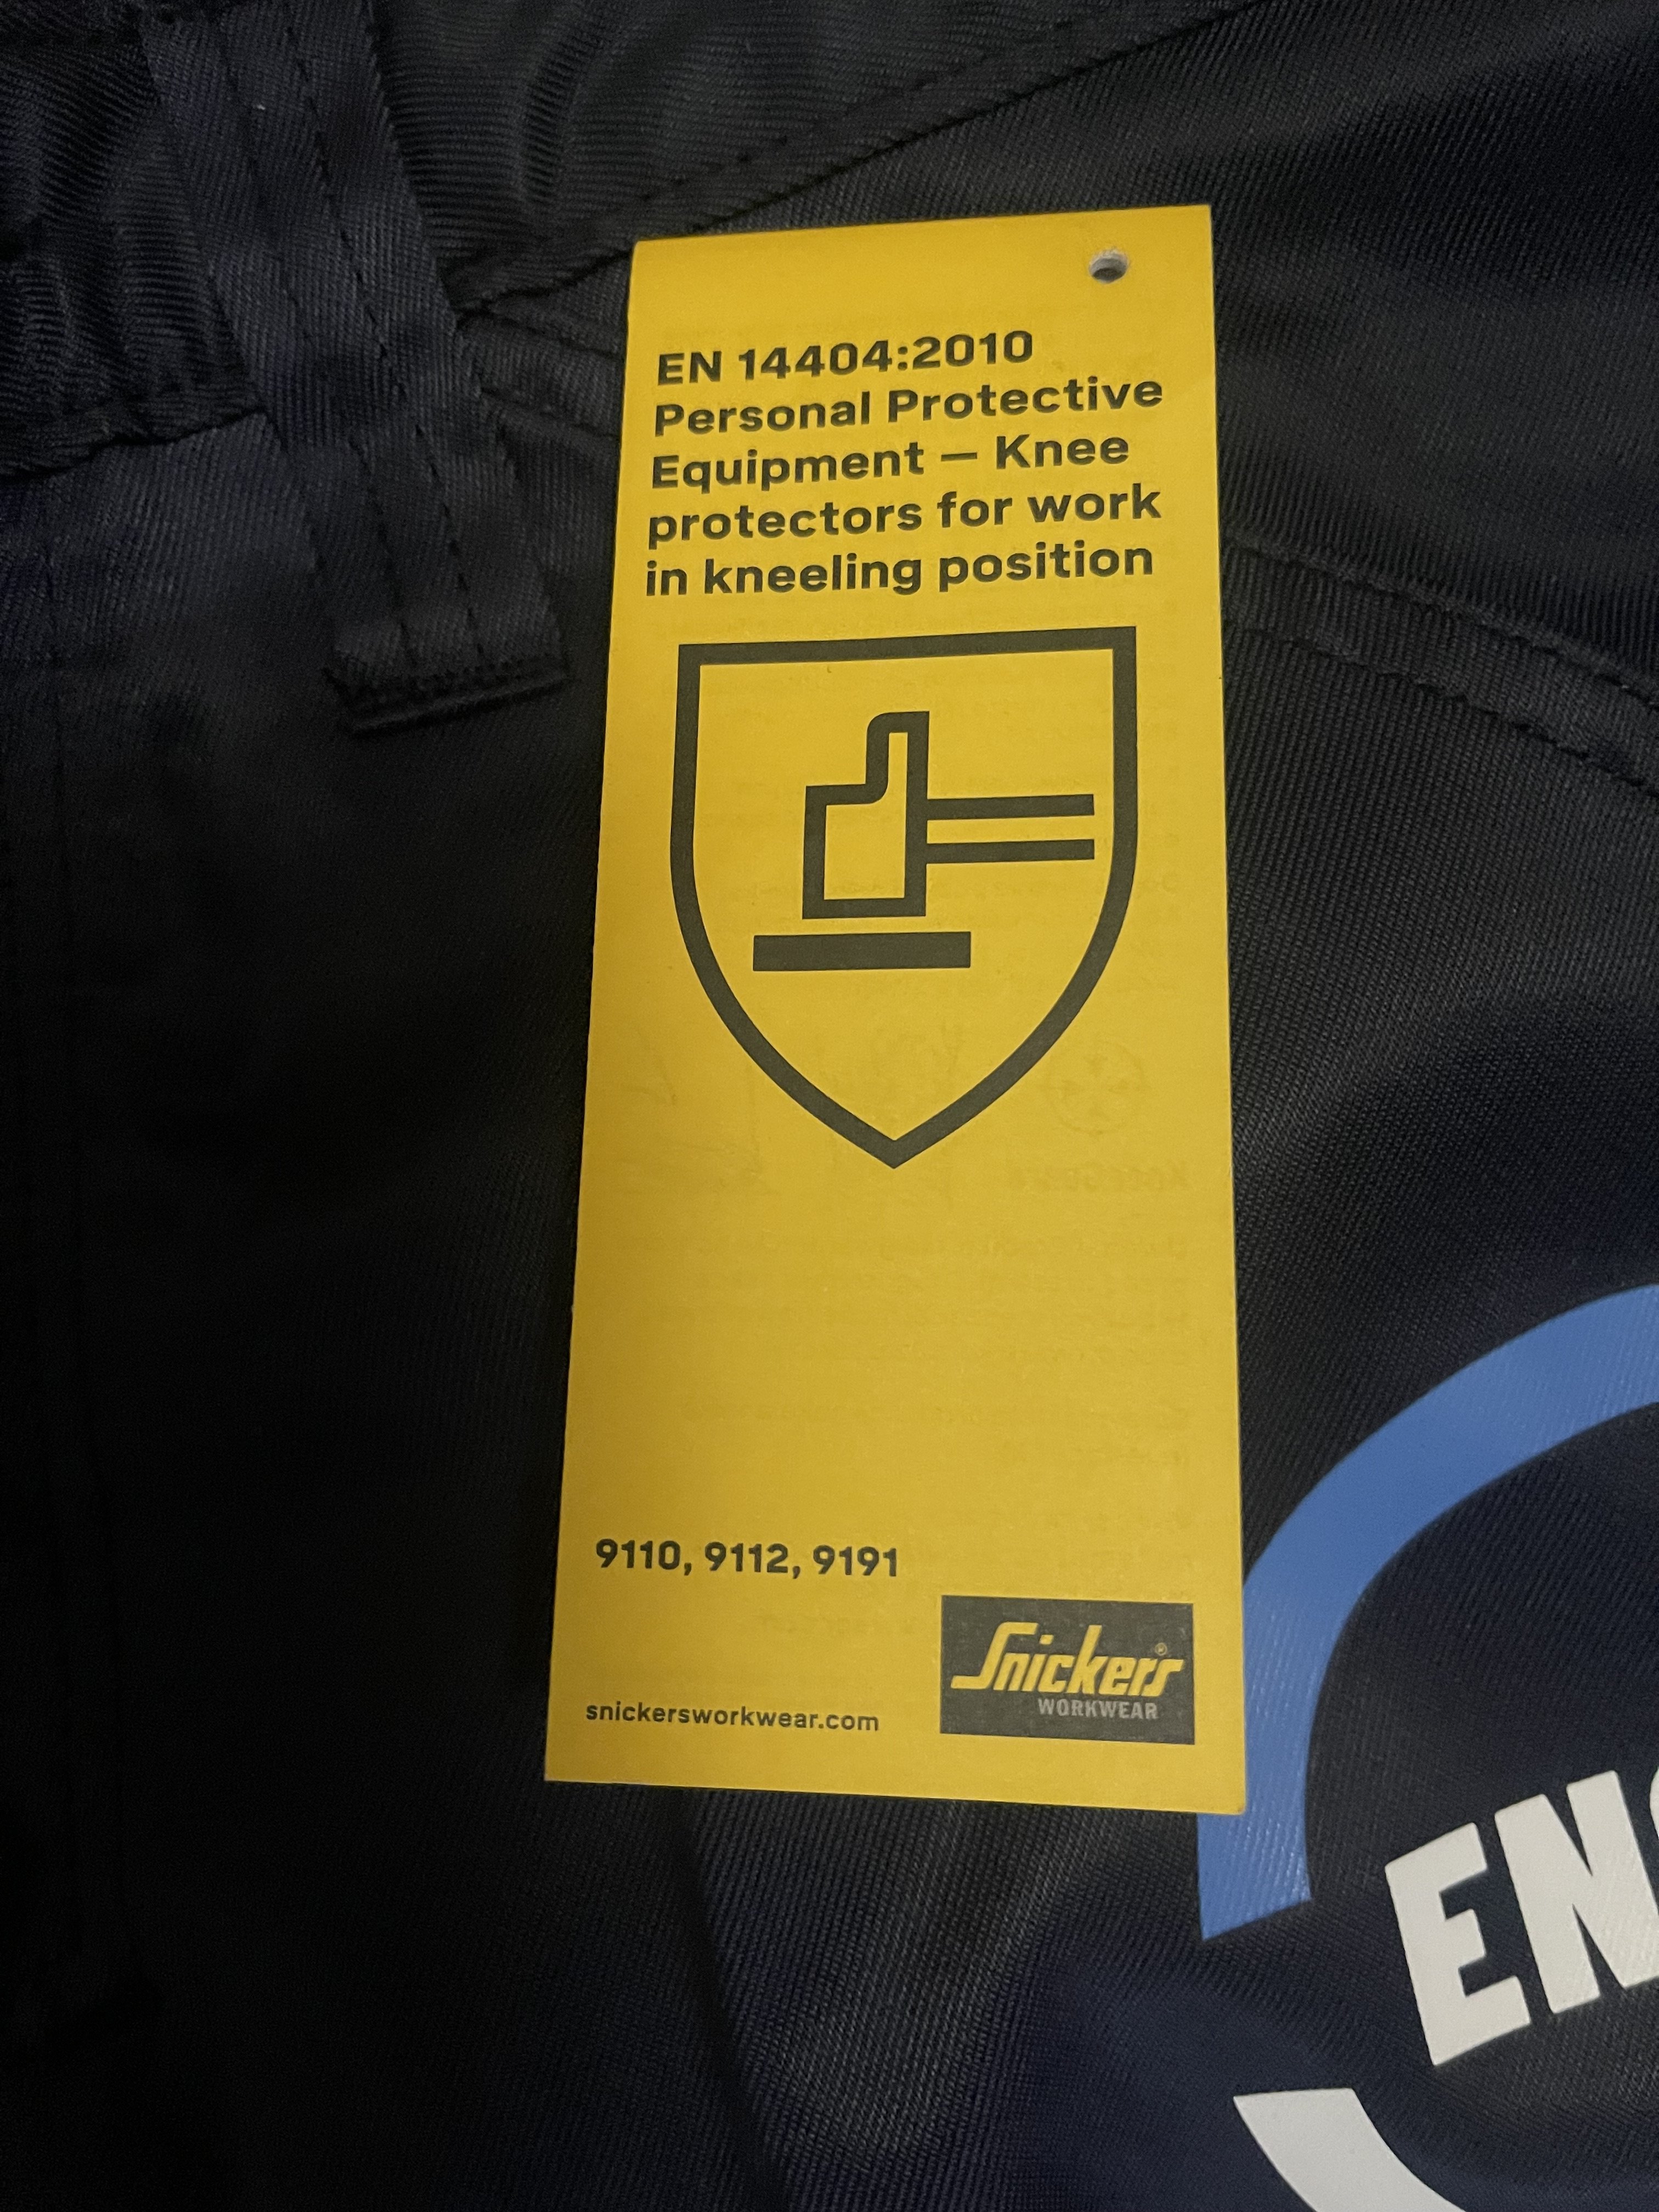 EN 14404:2010
Personal Protective
Equipment — Knee
protectors for work
in kneeling position
9110, 9112, 9191
Snickers®
WORKWEAR
snickersworkwear.com